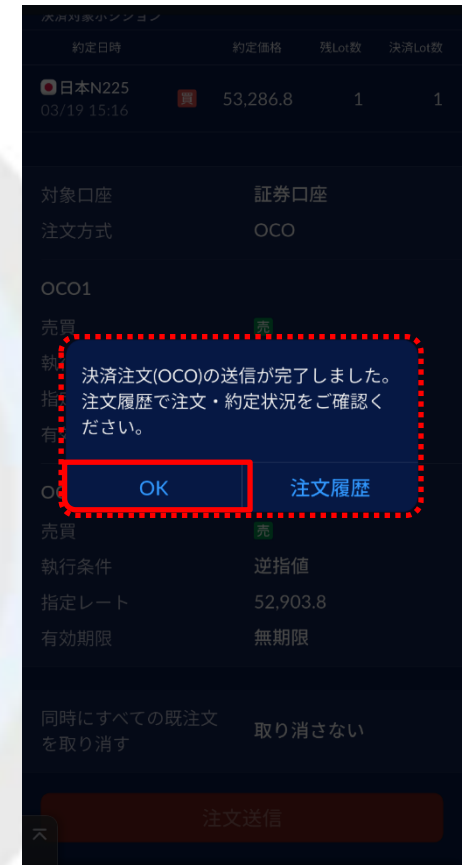 決済対象ポジション
約定日時 約定価格 残Lot数 決済Lot数
日本N225
03/19 15:16 買 53,286.8 1 1
対象口座 証券口座
注文方式 OCO
OCO1
売買 売
決済注文(OCO)の送信が完了しました。
注文履歴で注文・約定状況をご確認く
ださい。
OK 注文履歴
売買 売
執行条件 逆指値
指定レート 52,903.8
有効期限 無期限
同時にすべての既注文
を取り消す 取り消さない
注文送信